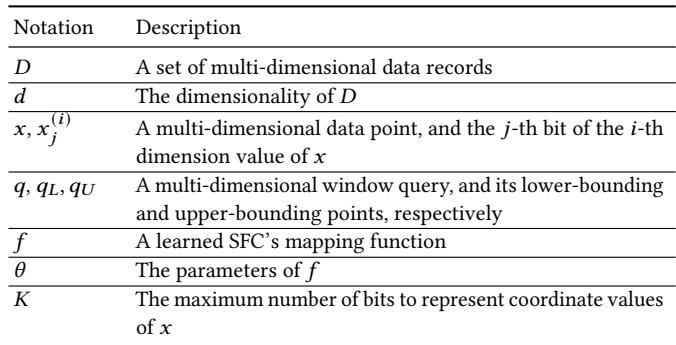 Notation Description
D A set of multi-dimensional data records
d The dimensionality of D
x, x_j^{(i)} A multi-dimensional data point, and the j-th bit of the i-th
dimension value of x
q, q_L, q_U A multi-dimensional window query, and its lower-bounding
and upper-bounding points, respectively
f A learned SFC's mapping function
θ The parameters of f
K The maximum number of bits to represent coordinate values
of x